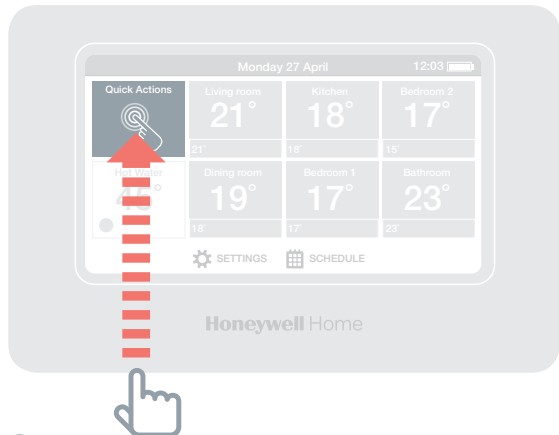 Monday 27 April 12:03
Quick Actions Living room Kitchen Bedroom 2
21° 18° 17°
21° 18° 15°
Hot Water Dining room Bedroom 1 Bathroom
45° 19° 17° 23°
18° 17° 23°
SETTINGS SCHEDULE
Honeywell Home